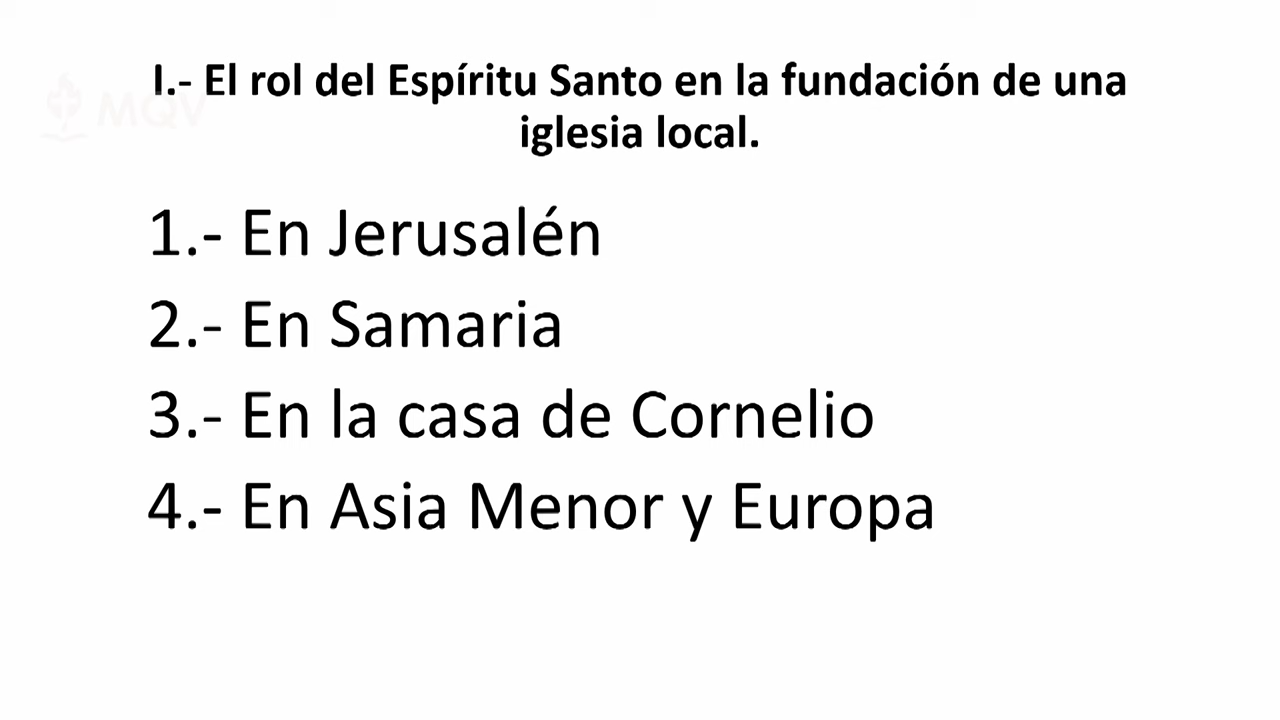 I.- El rol del Espíritu Santo en la fundación de una
iglesia local.
MQV
1.- En Jerusalén
2.- En Samaria
3.- En la casa de Cornelio
4.- En Asia Menor y Europa